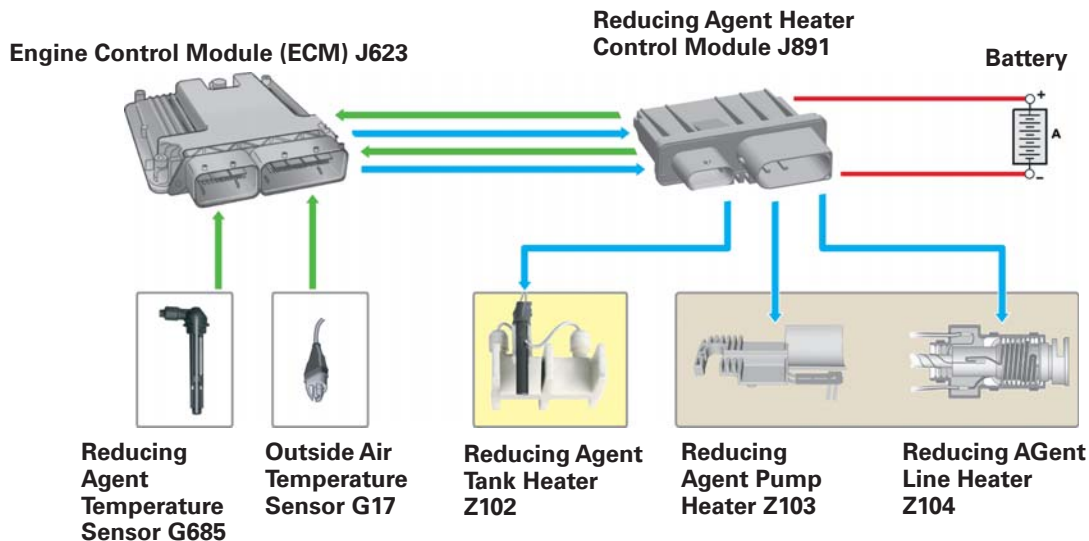 Reducing Agent Heater
Control Module J891
Engine Control Module (ECM) J623
Battery
+
A
–
Reducing
Agent
Temperature
Sensor G685
Outside Air
Temperature
Sensor G17
Reducing Agent
Tank Heater
Z102
Reducing
Agent Pump
Heater Z103
Reducing AGent
Line Heater
Z104